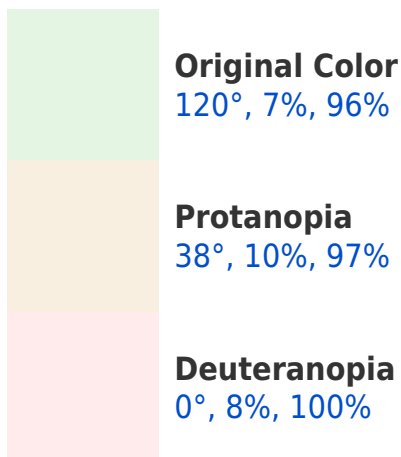 Original Color
120°, 7%, 96%
Protanopia
38°, 10%, 97%
Deuteranopia
0°, 8%, 100%